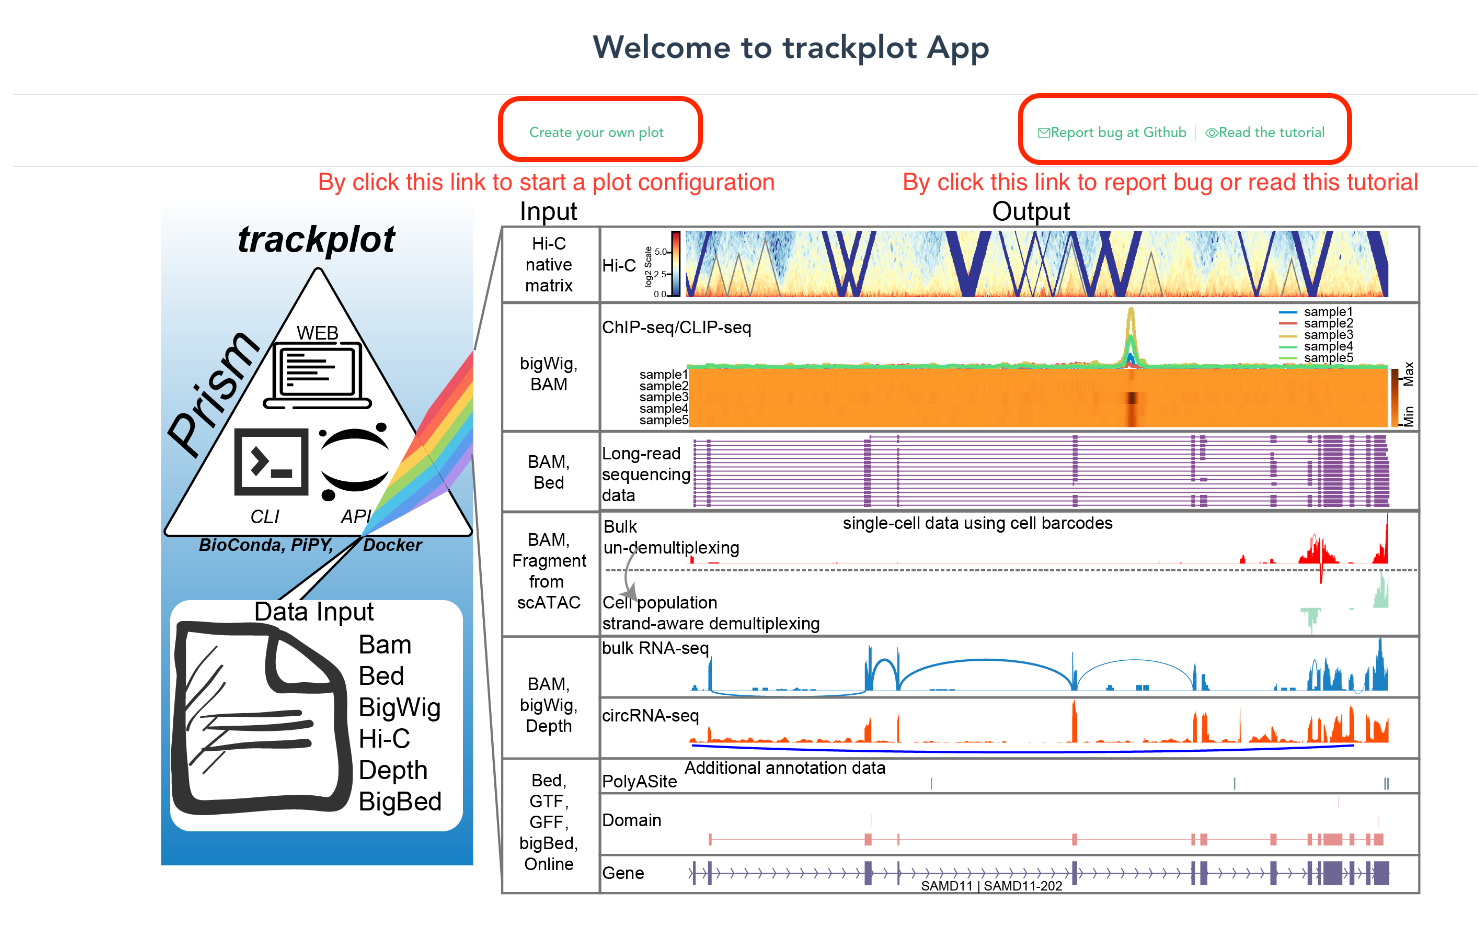 Welcome to trackplot App
Create your own plot
Report bug at Github
Read the tutorial
By click this link to start a plot configuration
By click this link to report bug or read this tutorial
trackplot
Prism
WEB
CLI
API
BioConda, PiPY, Docker
Data Input
Bam
Bed
BigWig
Hi-C
Depth
BigBed
Input
Output
Hi-C
native
matrix
Hi-C
log2 Scale
5.0
2.5
0.0
bigWig,
BAM
ChIP-seq/CLIP-seq
sample1
sample2
sample3
sample4
sample5
sample1
sample2
sample3
sample4
sample5
Max
Min
BAM,
Bed
Long-read
sequencing
data
BAM,
Fragment
from
scATAC
Bulk
un-demultiplexing
single-cell data using cell barcodes
Cell population
strand-aware demultiplexing
BAM,
bigWig,
Depth
bulk RNA-seq
circRNA-seq
Bed,
GTF,
GFF,
bigBed,
Online
Additional annotation data
PolyASite
Domain
Gene
SAMD11 | SAMD11-202